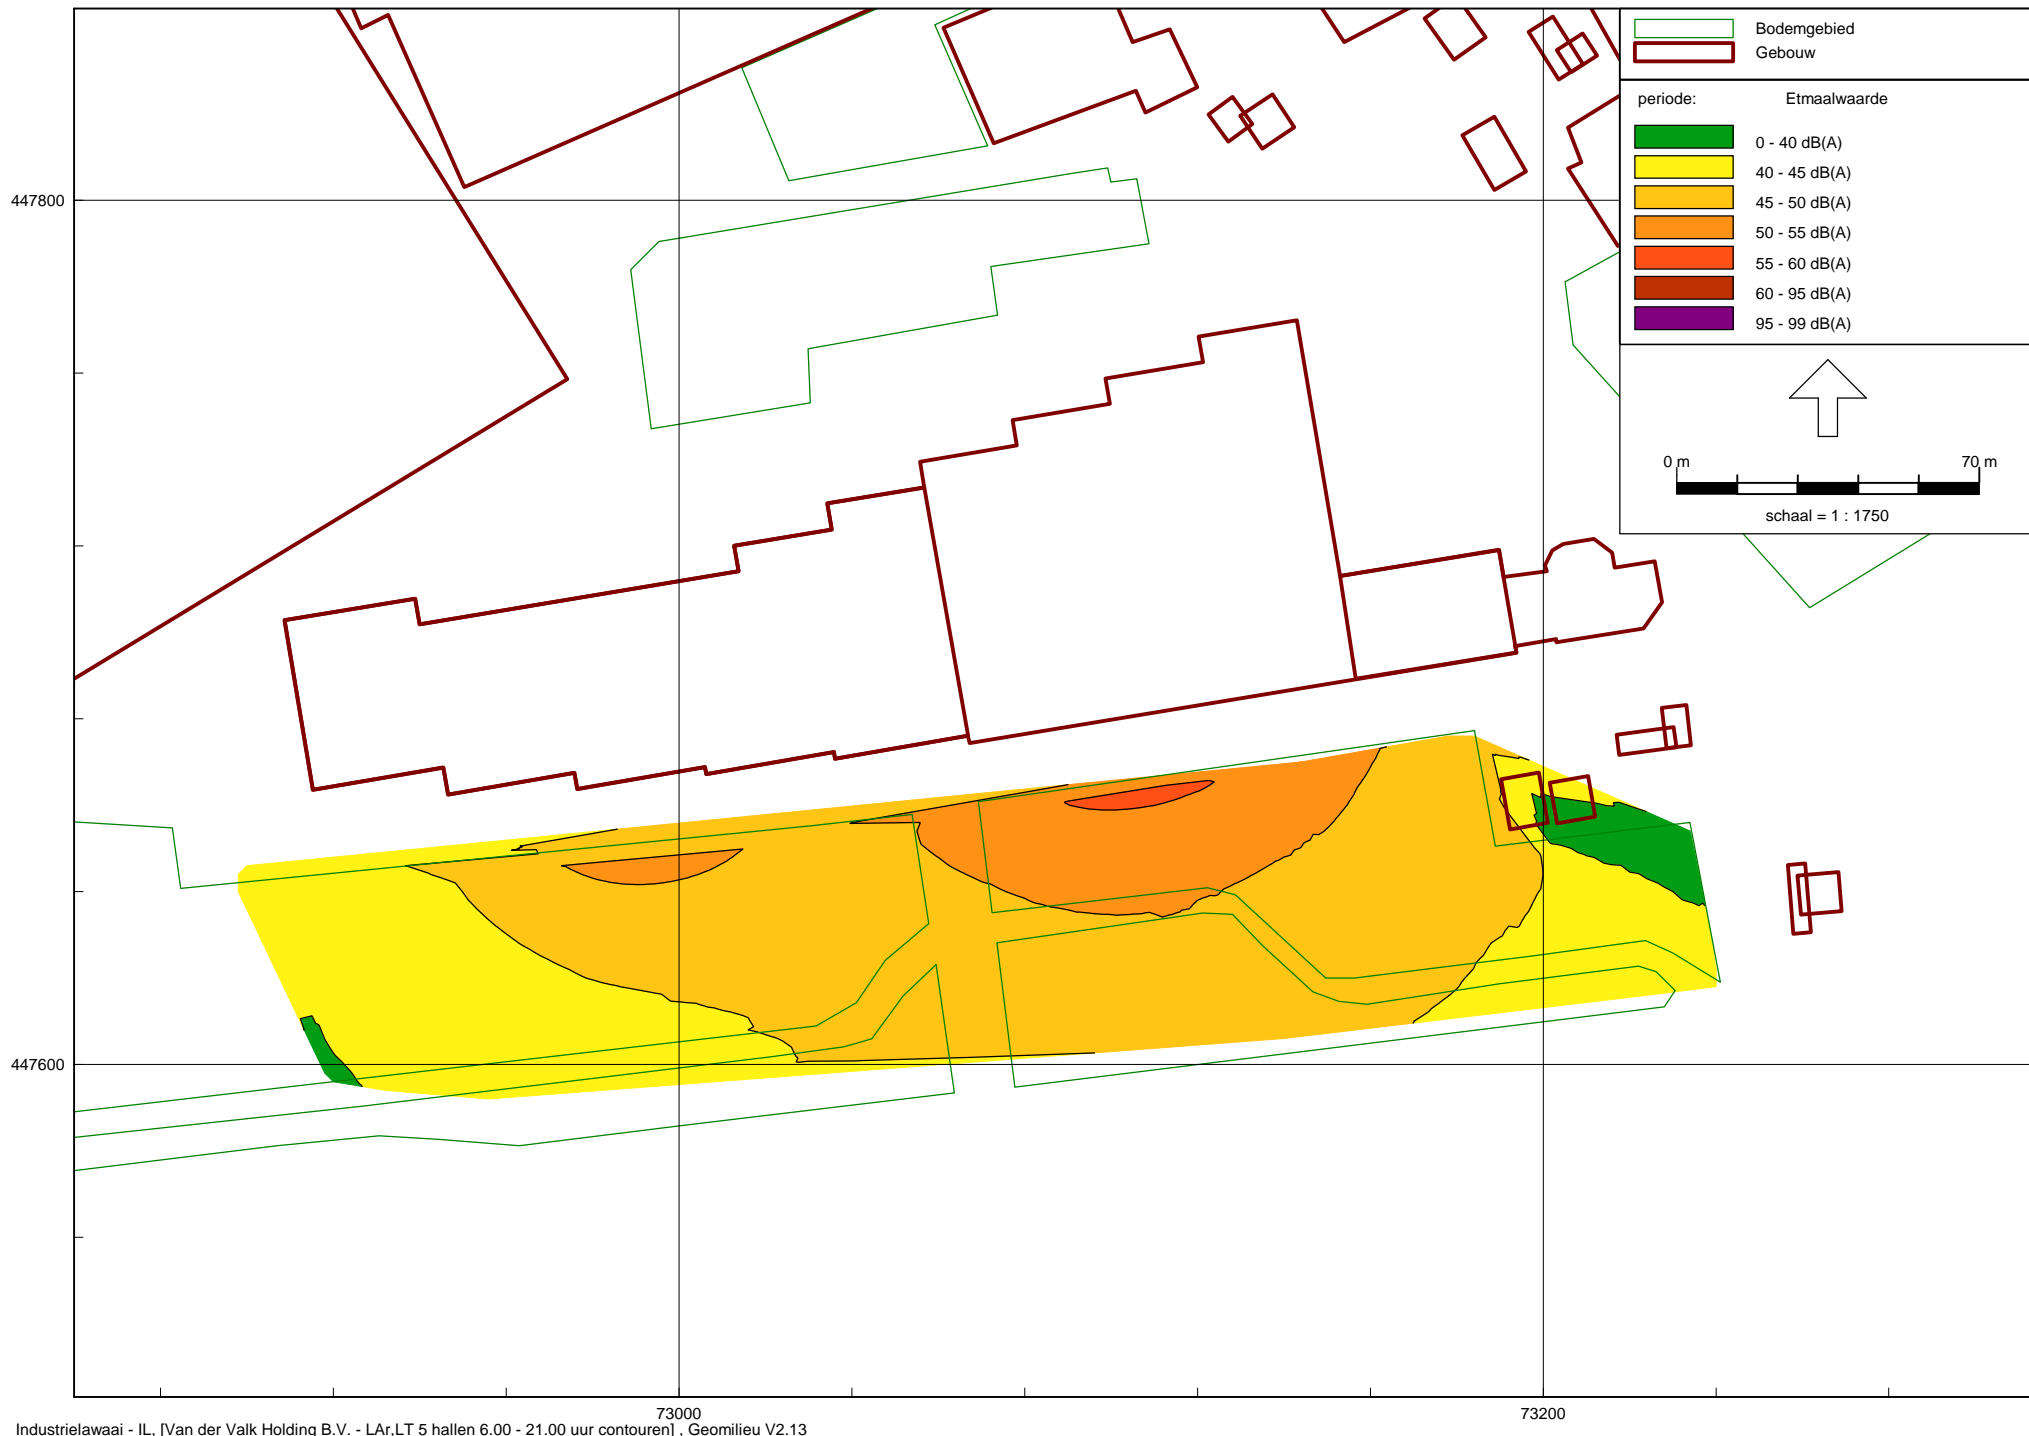 Bodemgebied
Gebouw
periode: Etmaalwaarde
0 - 40 dB(A)
40 - 45 dB(A)
45 - 50 dB(A)
50 - 55 dB(A)
55 - 60 dB(A)
60 - 95 dB(A)
95 - 99 dB(A)
447800
0 m 70 m
schaal = 1 : 1750
447600
73000 73200
Industrielawaai - IL, [Van der Valk Holding B.V. - LAr,LT 5 hallen 6.00 - 21.00 uur contouren] , Geomilieu V2.13